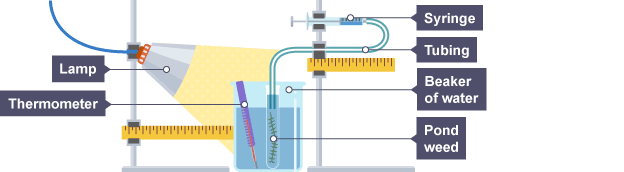 Syringe
Tubing
Lamp
Beaker
of water
Thermometer
Pond
weed